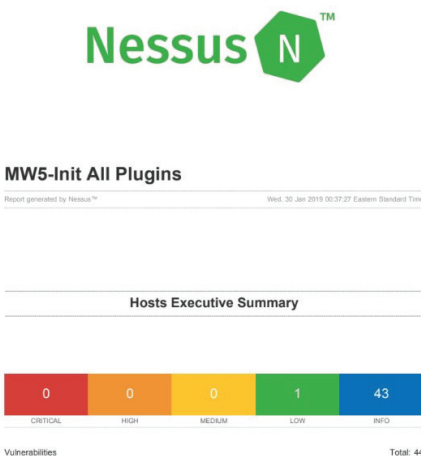 Nessus N ™
MW5-Init All Plugins
Report generated by Nessus™ Wed, 30 Jan 2019 00:37:27 Eastern Standard Time
Hosts Executive Summary
0 0 0 1 43
CRITICAL HIGH MEDIUM LOW INFO
Vulnerabilities Total: 44